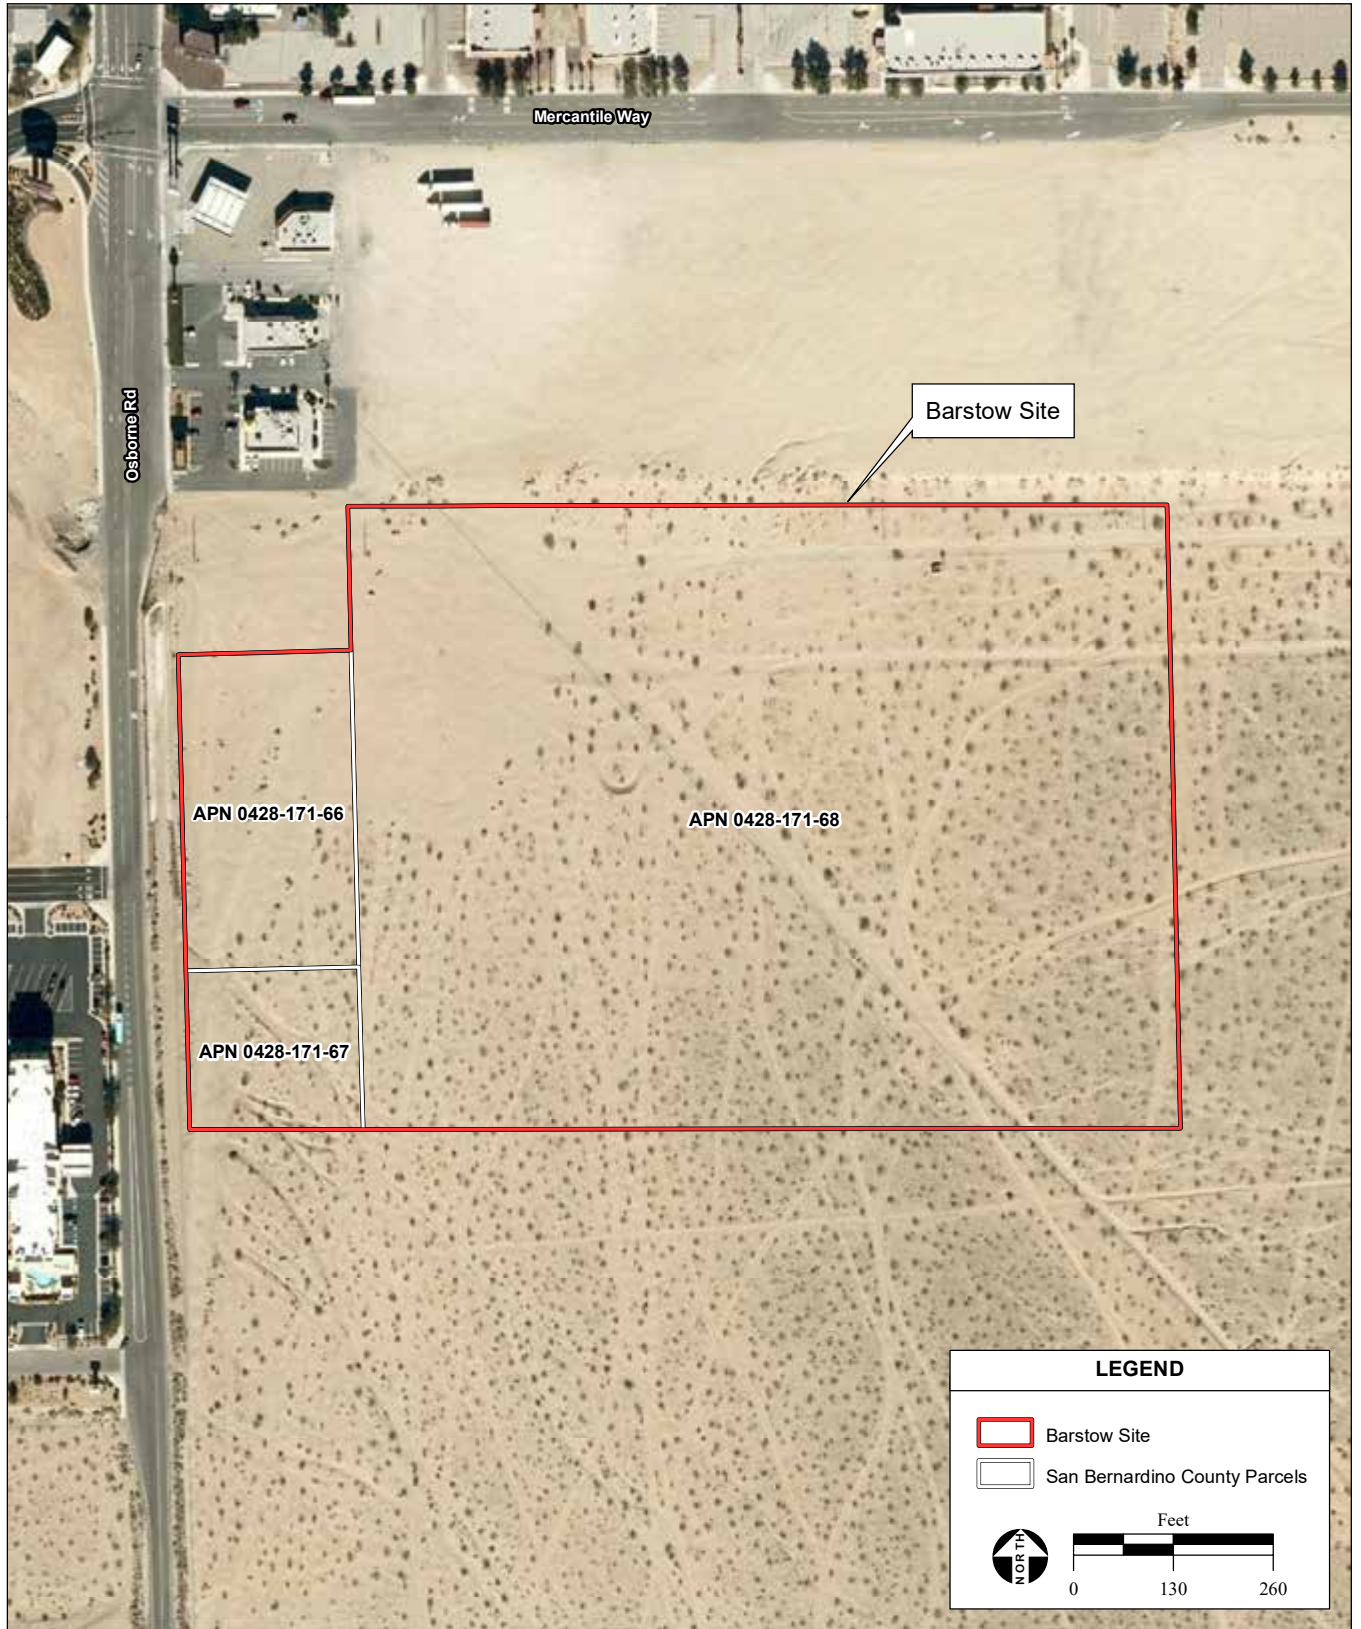 Mercantile Way
Osborne Rd
Barstow Site
APN 0428-171-66
APN 0428-171-68
APN 0428-171-67
LEGEND
Barstow Site
San Bernardino County Parcels
Feet
NORTH
0 130 260